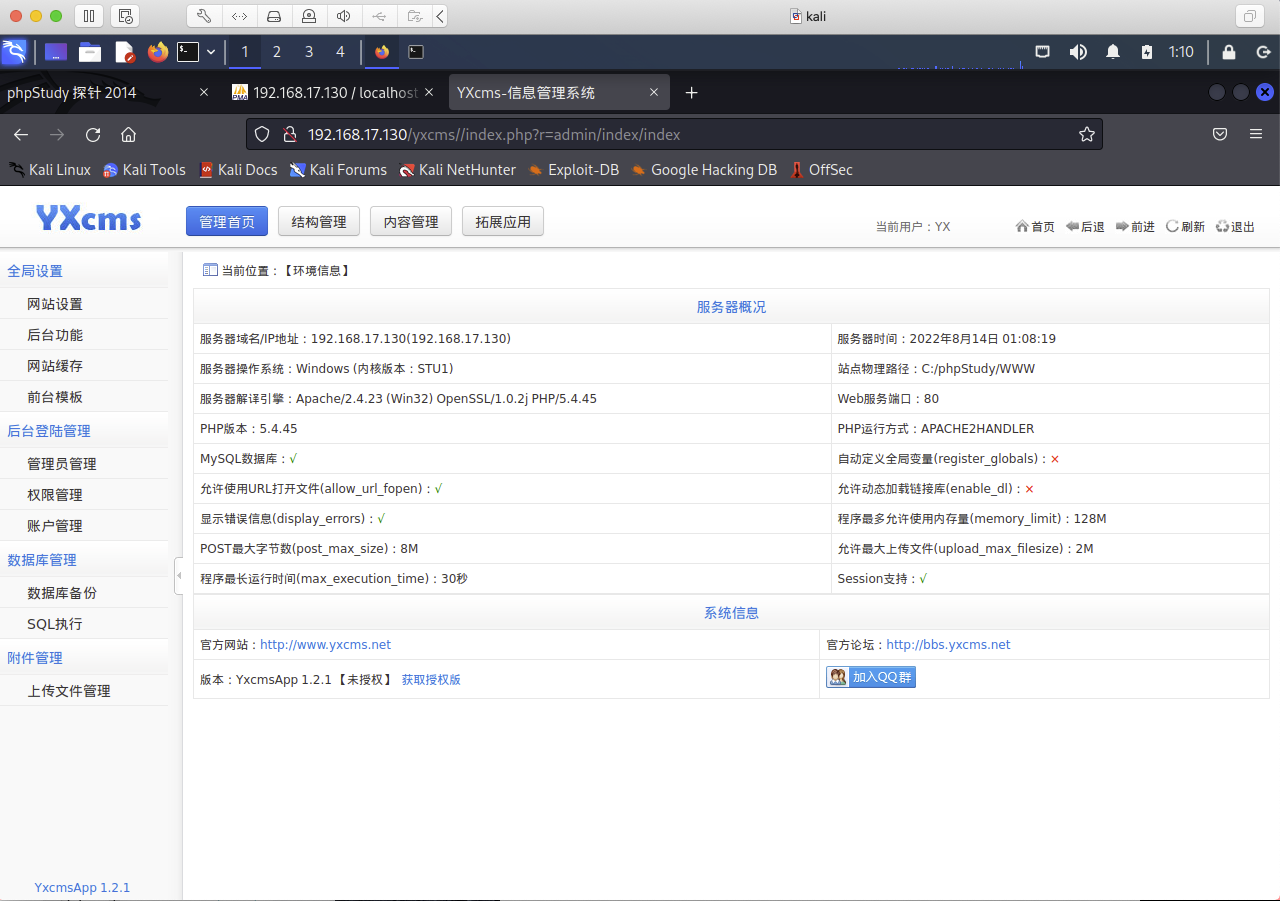 kali
1 2 3 4 1:10
phpStudy 探针 2014 192.168.17.130 / localhost YXcms-信息管理系统
192.168.17.130/yxcms//index.php?r=admin/index/index
Kali Linux Kali Tools Kali Docs Kali Forums Kali NetHunter Exploit-DB Google Hacking DB OffSec
YXcms 管理首页 结构管理 内容管理 拓展应用 当前用户：YX 首页 后退 前进 刷新 退出
全局设置
网站设置
后台功能
网站缓存
前台模板
后台登陆管理
管理员管理
权限管理
账户管理
数据库管理
数据库备份
SQL执行
附件管理
上传文件管理
YxcmsApp 1.2.1
当前位置：【环境信息】
服务器概况
服务器域名/IP地址：192.168.17.130(192.168.17.130) 服务器时间：2022年8月14日 01:08:19
服务器操作系统：Windows (内核版本：STU1) 站点物理路径：C:/phpStudy/WWW
服务器解译引擎：Apache/2.4.23 (Win32) OpenSSL/1.0.2j PHP/5.4.45 Web服务端口：80
PHP版本：5.4.45 PHP运行方式：APACHE2HANDLER
MySQL数据库：√ 自动定义全局变量(register_globals)：×
允许使用URL打开文件(allow_url_fopen)：√ 允许动态加载链接库(enable_dl)：×
显示错误信息(display_errors)：√ 程序最多允许使用内存量(memory_limit)：128M
POST最大字节数(post_max_size)：8M 允许最大上传文件(upload_max_filesize)：2M
程序最长运行时间(max_execution_time)：30秒 Session支持：√
系统信息
官方网站：http://www.yxcms.net 官方论坛：http://bbs.yxcms.net
版本：YxcmsApp 1.2.1【未授权】 获取授权版 加入QQ群